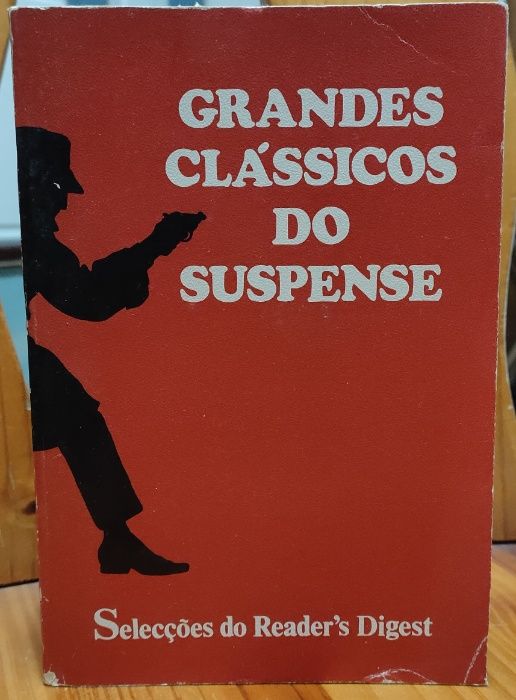 GRANDES
CLÁSSICOS
DO
SUSPENSE
Selecções do Reader's Digest